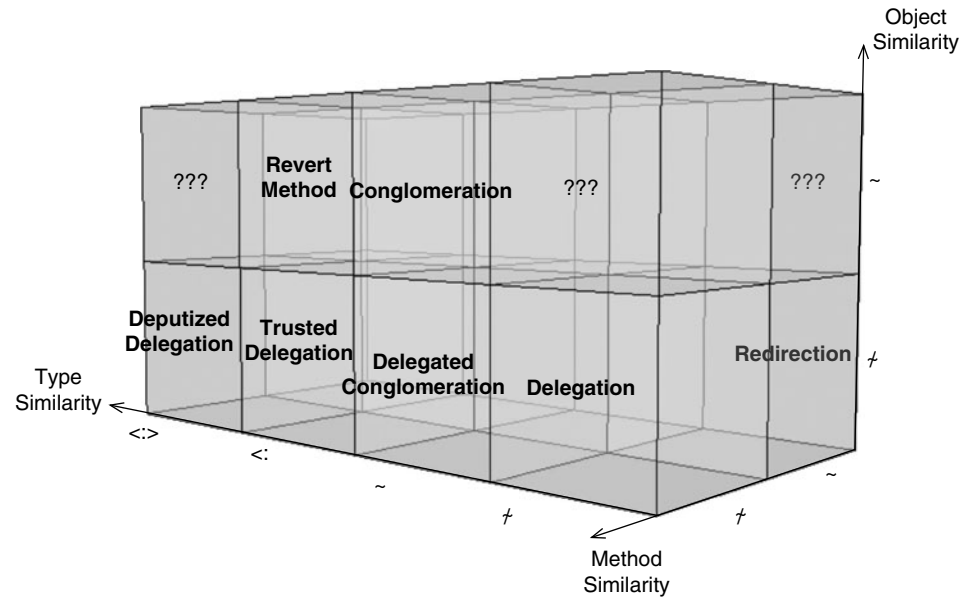 Object
Similarity
???
Revert
Method
Conglomeration
???
???
~
Deputized
Delegation
Trusted
Delegation
Delegated
Conglomeration
Delegation
Redirection
≁
Type
Similarity
<:>
<:
~
≁
≁
~
Method
Similarity